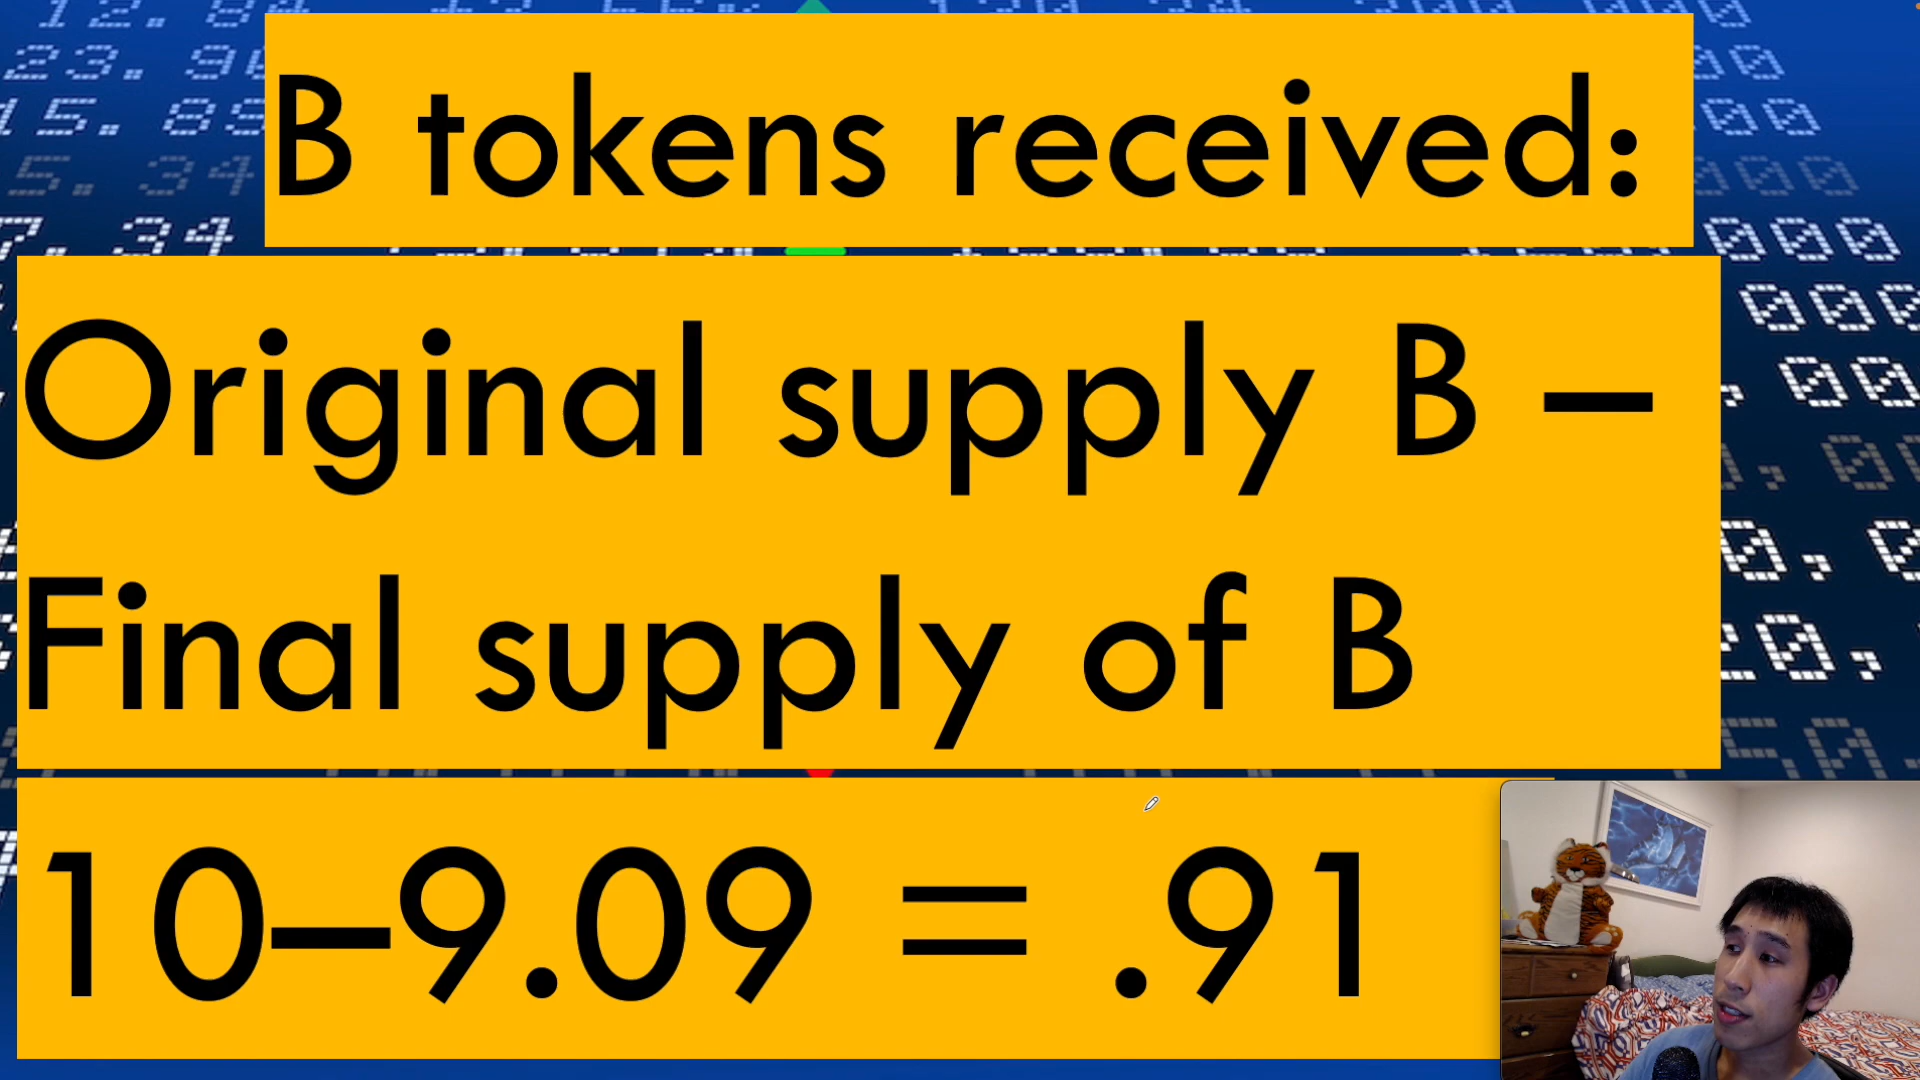 B tokens received:
Original supply B –
Final supply of B
10–9.09 = .91